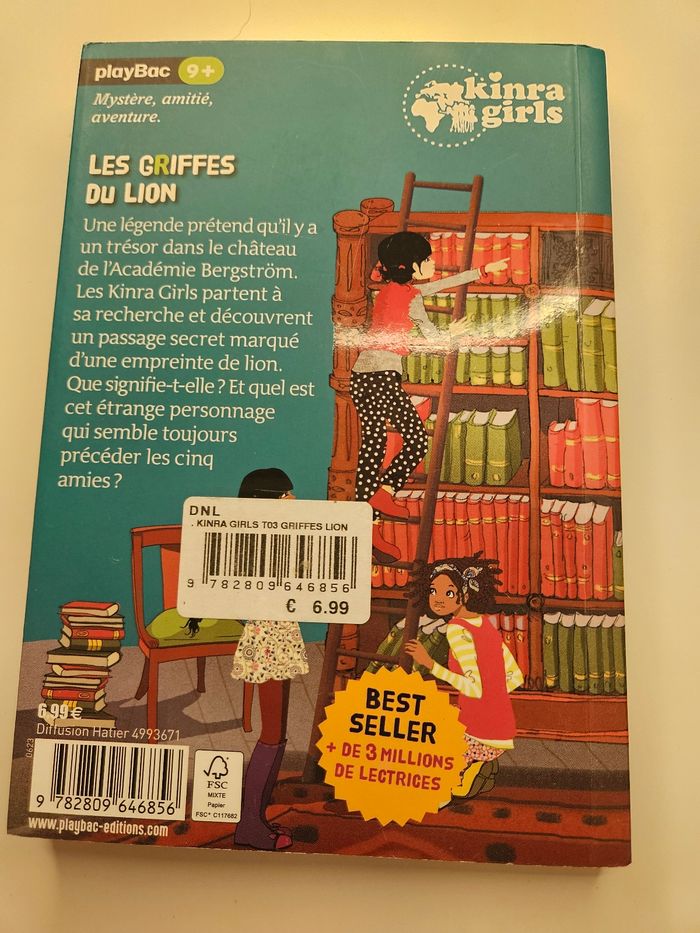 playBac 9+
Mystère, amitié,
aventure.
kinra
girls
LES GRIFFES
DU LION
Une légende prétend qu'il y a
un trésor dans le château
de l'Académie Bergström.
Les Kinra Girls partent à
sa recherche et découvrent
un passage secret marqué
d'une empreinte de lion.
Que signifie-t-elle ? Et quel est
cet étrange personnage
qui semble toujours
précéder les cinq
amies ?
DNL
. KINRA GIRLS T03 GRIFFES LION
9 782809 646856
€ 6.99
BEST
SELLER
+ DE 3 MILLIONS
DE LECTRICES
6,99 €
Diffusion Hatier 4993671
0623
9 782809 646856
www.playbac-editions.com
FSC
MIXTE
Papier
FSC® C117682